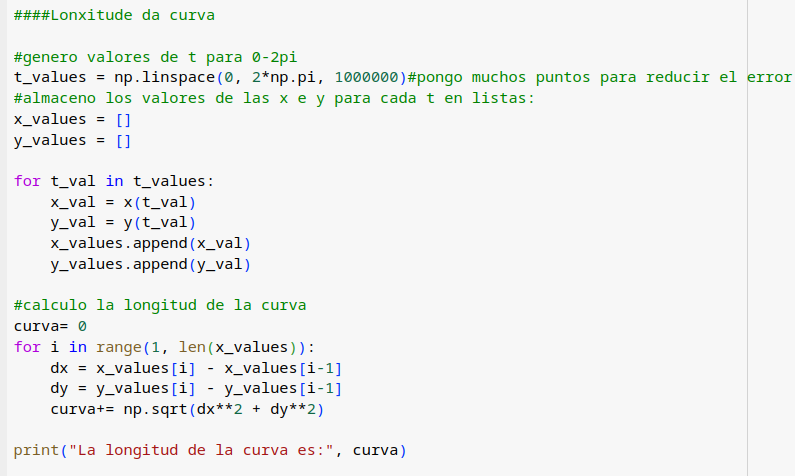 ####Lonxitude da curva
#genero valores de t para 0-2pi
t_values = np.linspace(0, 2*np.pi, 1000000)#pongo muchos puntos para reducir el error
#almaceno los valores de las x e y para cada t en listas:
x_values = []
y_values = []
for t_val in t_values:
    x_val = x(t_val)
    y_val = y(t_val)
    x_values.append(x_val)
    y_values.append(y_val)
#calculo la longitud de la curva
curva= 0
for i in range(1, len(x_values)):
    dx = x_values[i] - x_values[i-1]
    dy = y_values[i] - y_values[i-1]
    curva+= np.sqrt(dx**2 + dy**2)
print("La longitud de la curva es:", curva)